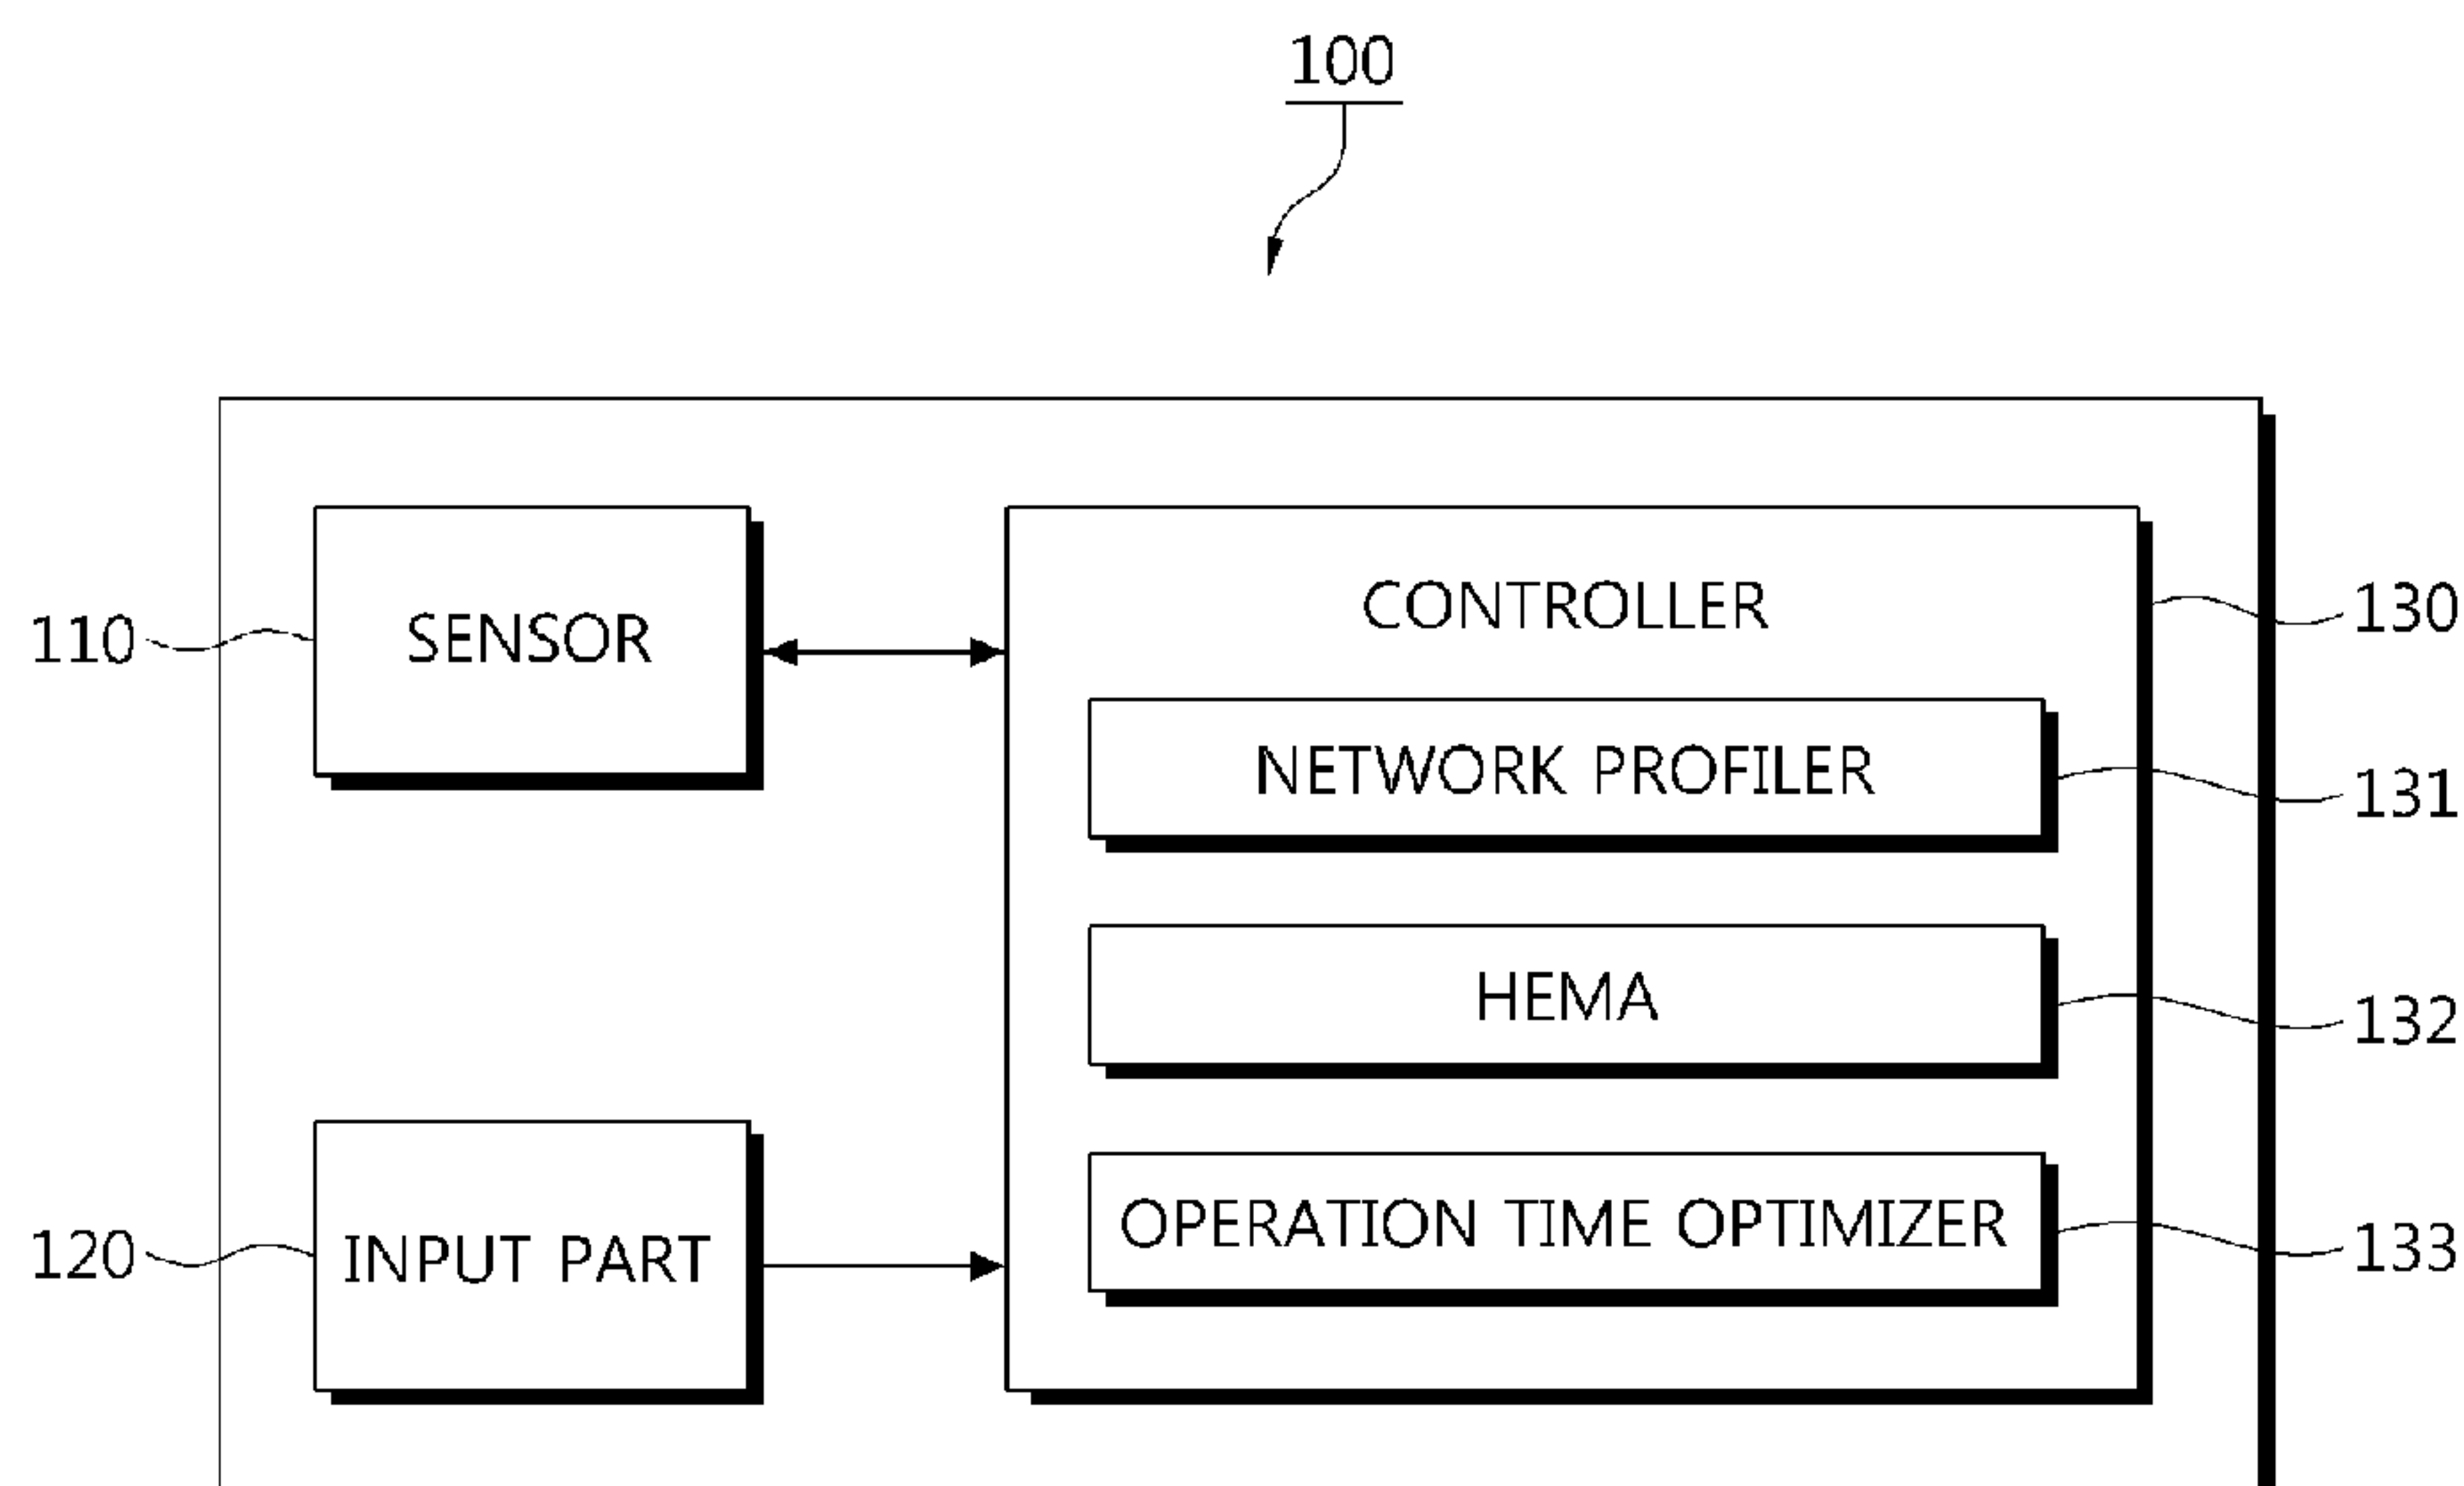 100
CONTROLLER
130
110
SENSOR
NETWORK PROFILER
131
HEMA
132
OPERATION TIME OPTIMIZER
133
120
INPUT PART